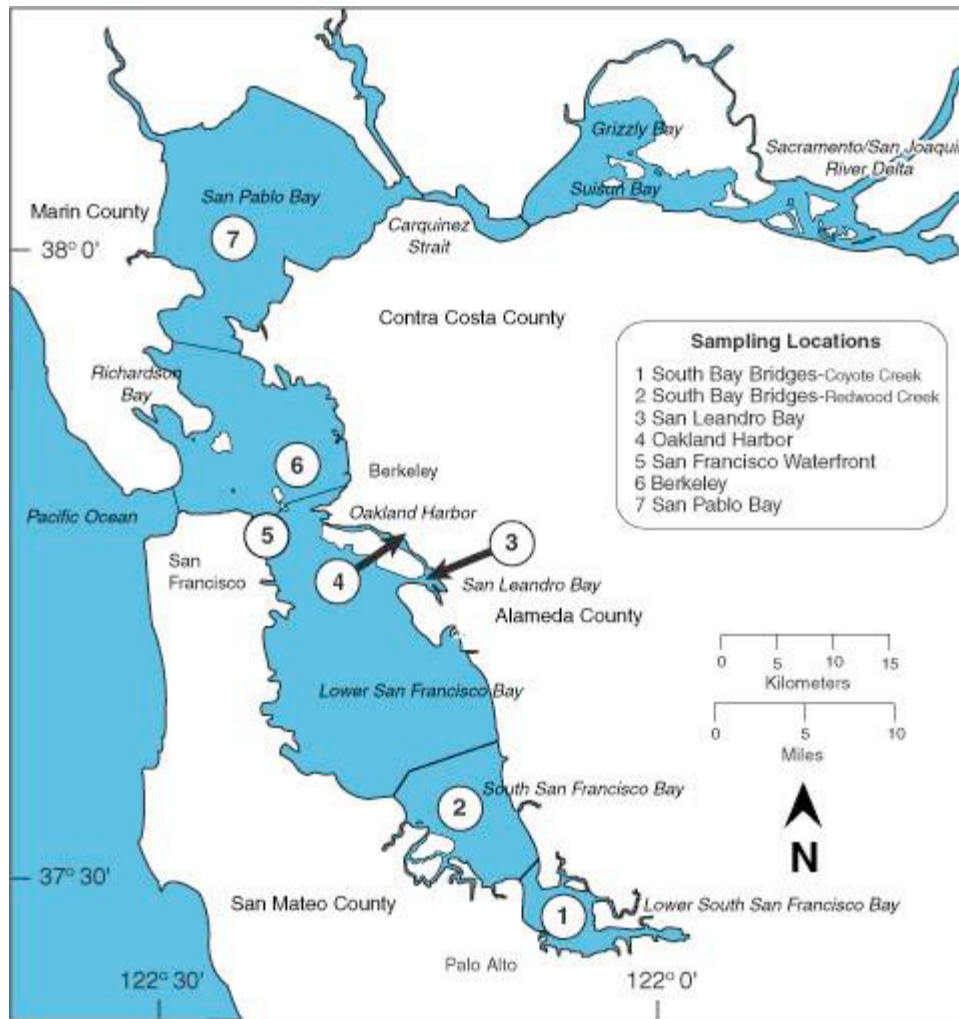 Grizzly Bay
Sacramento/San Joaquin
River Delta
San Pablo Bay
Suisun Bay
Marin County
7
Carquinez
Strait
38° 0'
Contra Costa County
Sampling Locations
1 South Bay Bridges-Coyote Creek
2 South Bay Bridges-Redwood Creek
3 San Leandro Bay
4 Oakland Harbor
5 San Francisco Waterfront
6 Berkeley
7 San Pablo Bay
Richardson
Bay
6
Berkeley
Pacific Ocean
Oakland Harbor
5
3
San
Francisco
4
San Leandro Bay
Alameda County
0 5 10 15
Kilometers
Lower San Francisco Bay
0 5 10
Miles
South San Francisco Bay
2
N
37° 30'
San Mateo County
1
Lower South San Francisco Bay
Palo Alto
122° 30'
122° 0'